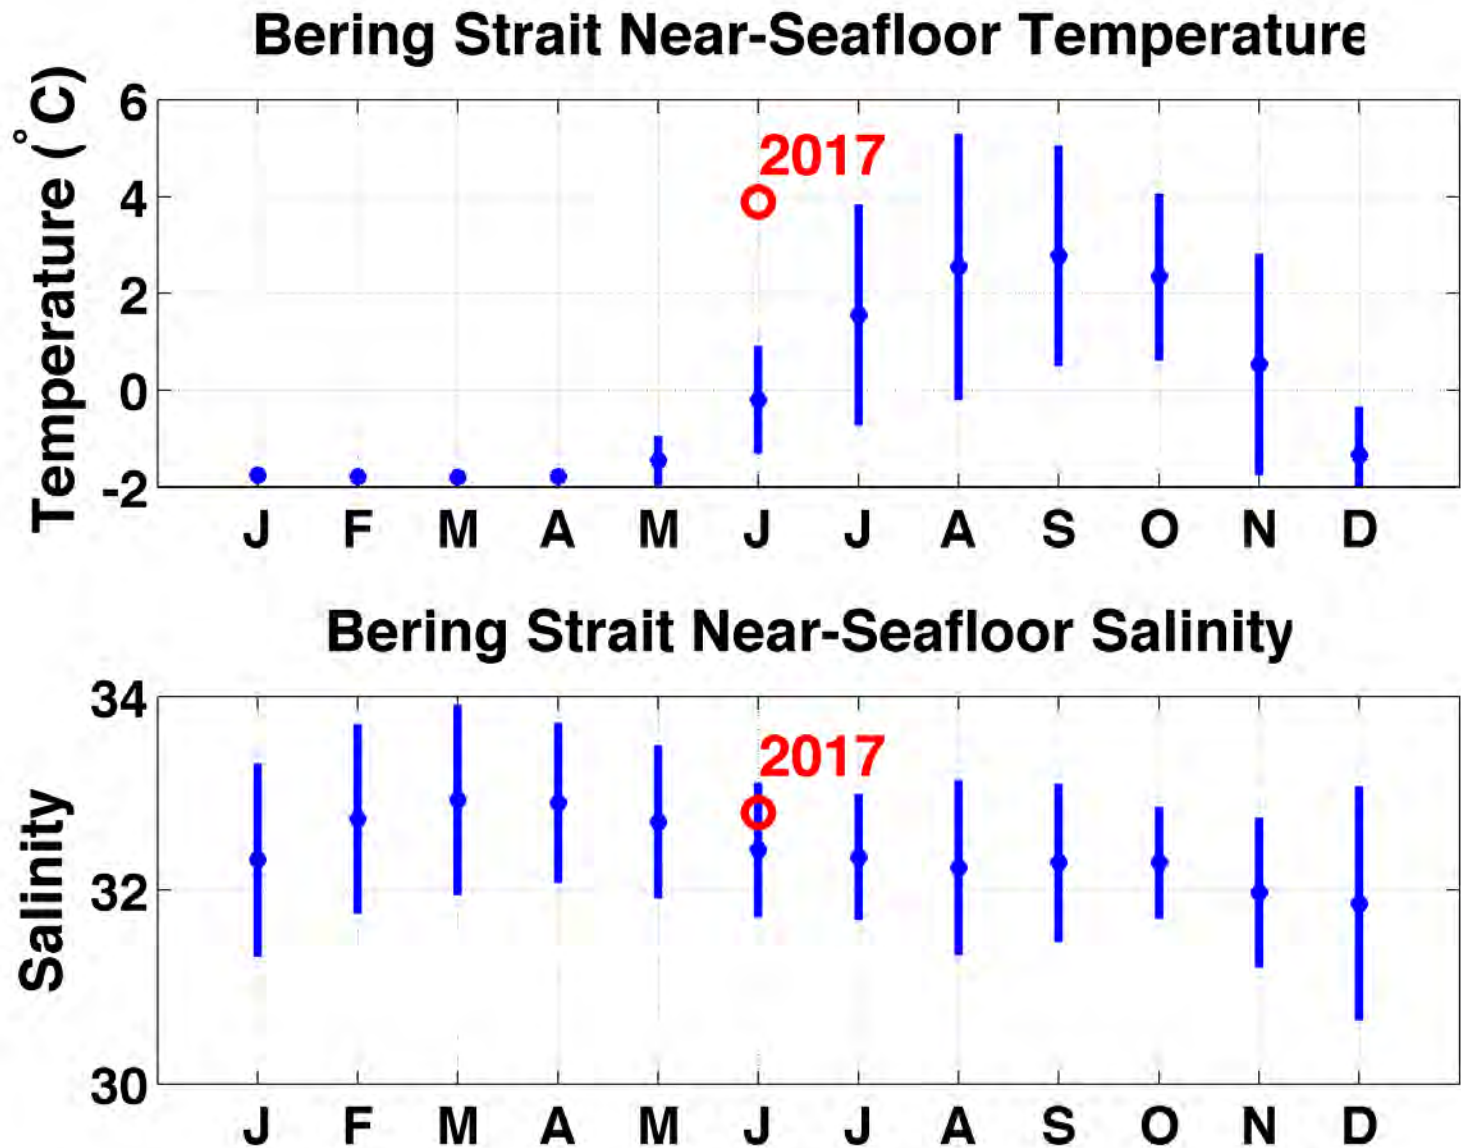 Bering Strait Near-Seafloor Temperature
Temperature (°C)
6
4
2
0
-2
2017
J F M A M J J A S O N D
Bering Strait Near-Seafloor Salinity
Salinity
34
32
30
2017
J F M A M J J A S O N D